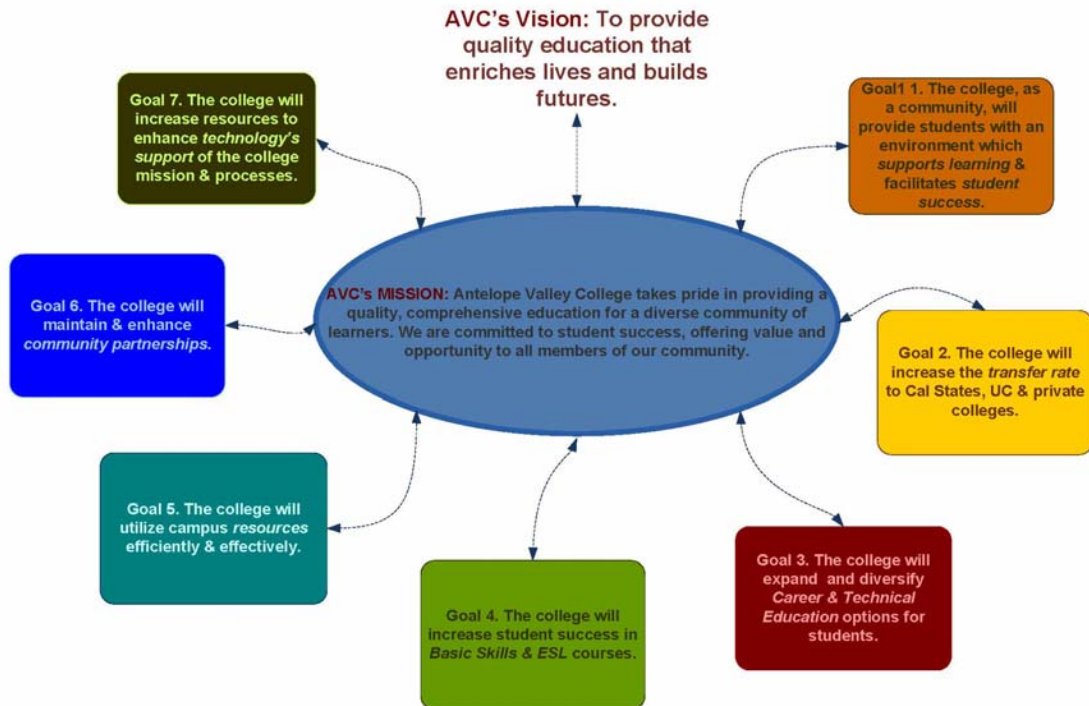 AVC's Vision: To provide
quality education that
enriches lives and builds
futures.
Goal1 1. The college, as
a community, will
provide students with an
environment which
supports learning &
facilitates student
success.
Goal 7. The college will
increase resources to
enhance technology's
support of the college
mission & processes.
AVC's MISSION: Antelope Valley College takes pride in providing a
quality, comprehensive education for a diverse community of
learners. We are committed to student success, offering value and
opportunity to all members of our community.
Goal 6. The college will
maintain & enhance
community partnerships.
Goal 2. The college will
increase the transfer rate
to Cal States, UC & private
colleges.
Goal 5. The college will
utilize campus resources
efficiently & effectively.
Goal 3. The college will
expand and diversify
Career & Technical
Education options for
students.
Goal 4. The college will
increase student success in
Basic Skills & ESL courses.